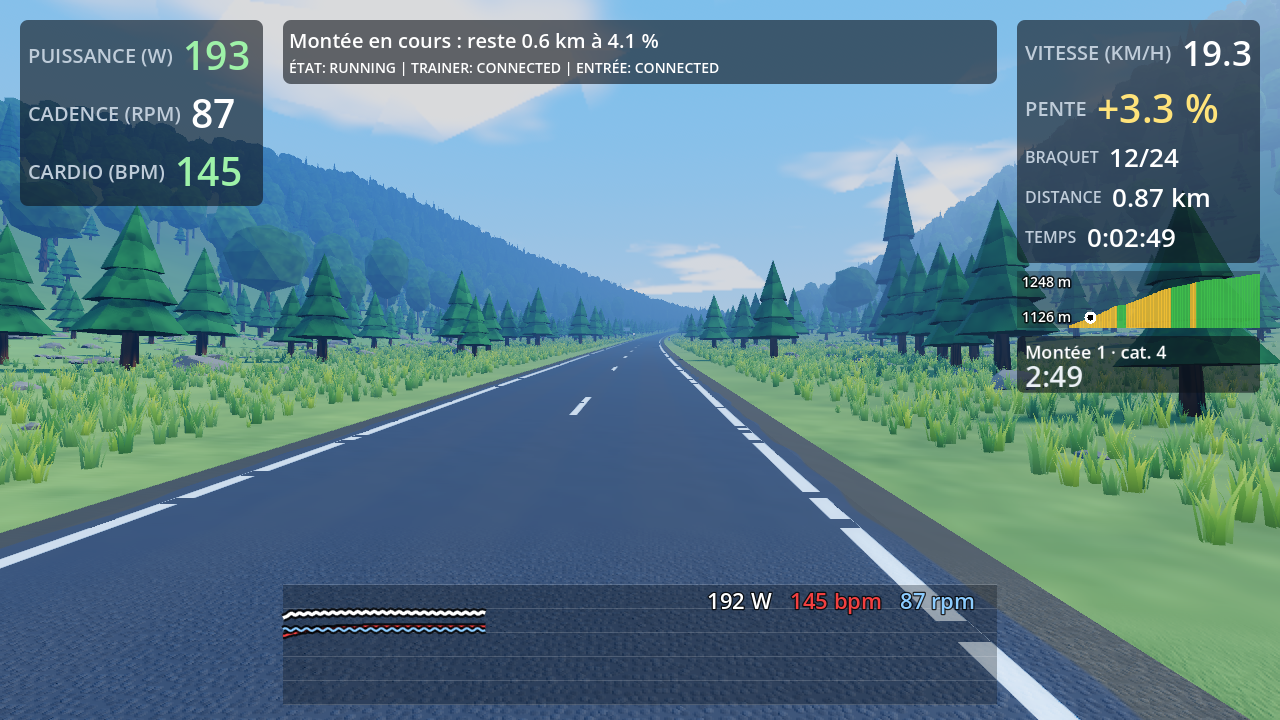 PUISSANCE (W) 193
CADENCE (RPM) 87
CARDIO (BPM) 145
Montée en cours : reste 0.6 km à 4.1 %
ÉTAT: RUNNING | TRAINER: CONNECTED | ENTRÉE: CONNECTED
VITESSE (KM/H) 19.3
PENTE +3.3 %
BRAQUET 12/24
DISTANCE 0.87 km
TEMPS 0:02:49
1248 m
1126 m
Montée 1 · cat. 4
2:49
192 W 145 bpm 87 rpm